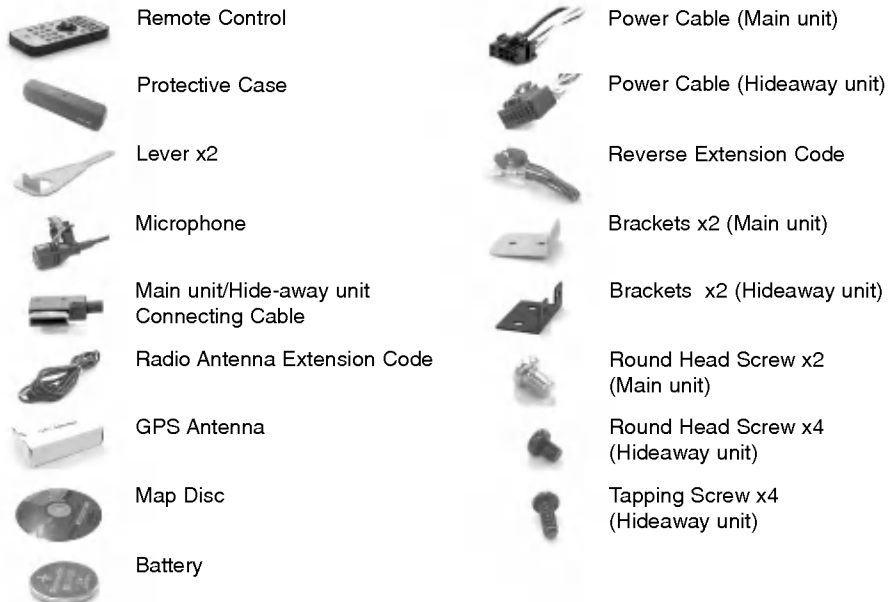 Remote Control
Protective Case
Lever x2
Microphone
Main unit/Hide-away unit
Connecting Cable
Radio Antenna Extension Code
GPS Antenna
Map Disc
Battery
Power Cable (Main unit)
Power Cable (Hideaway unit)
Reverse Extension Code
Brackets x2 (Main unit)
Brackets  x2 (Hideaway unit)
Round Head Screw x2
(Main unit)
Round Head Screw x4
(Hideaway unit)
Tapping Screw x4
(Hideaway unit)